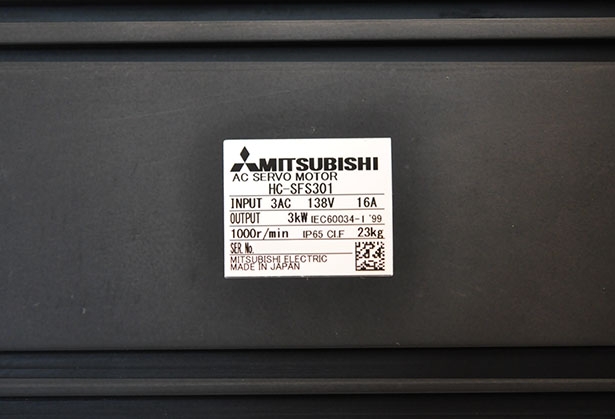 MITSUBISHI
AC SERVO MOTOR
HC-SFS301
INPUT 3AC 138V 16A
OUTPUT 3kW IEC60034-1 '99
1000r/min IP65 Cl.F 23kg
SER.No.
MITSUBISHI ELECTRIC
MADE IN JAPAN